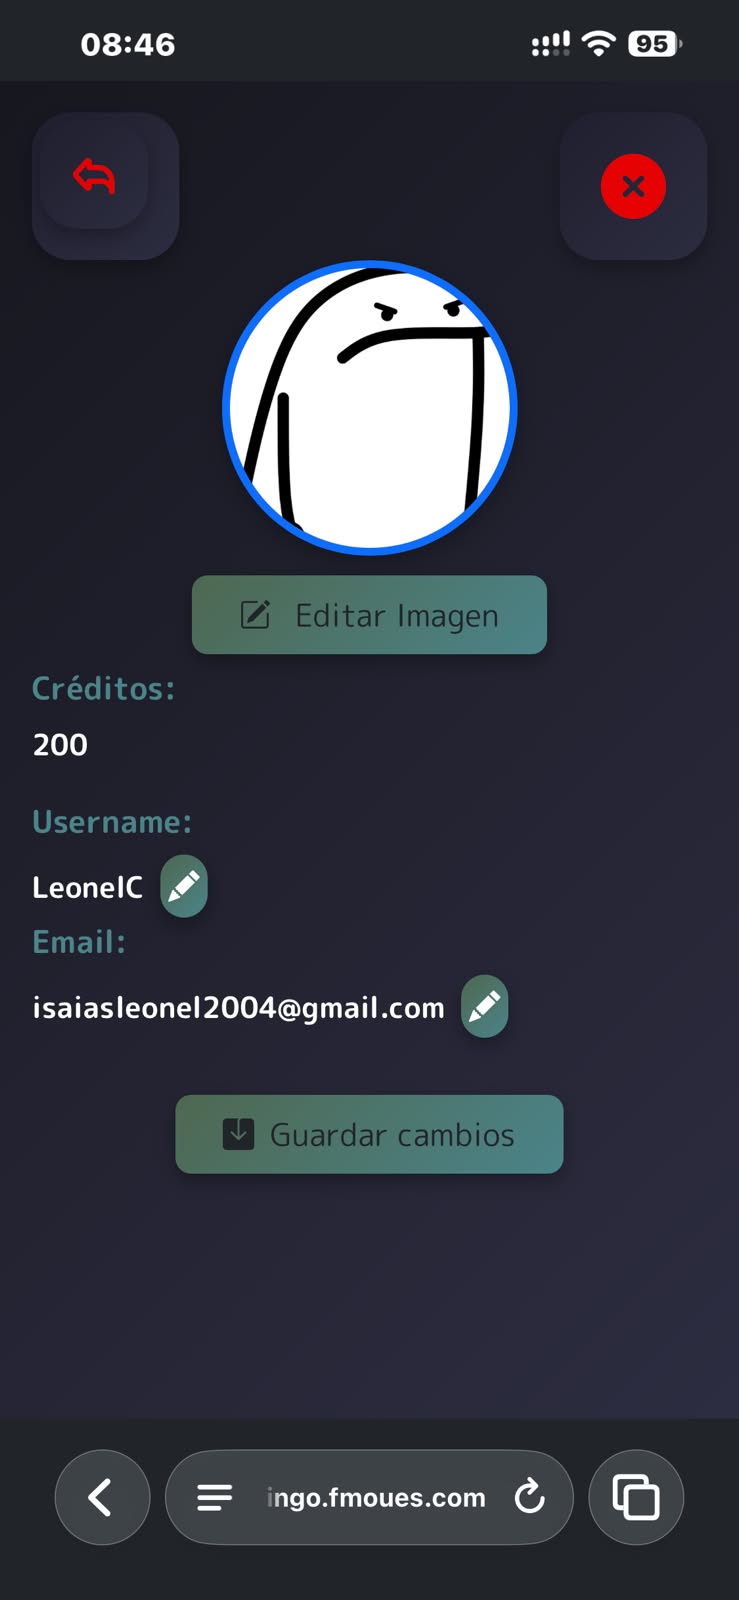 08:46
95
Editar Imagen
Créditos:
200
Username:
LeonelC
Email:
isaiasleonel2004@gmail.com
Guardar cambios
ingo.fmoues.com